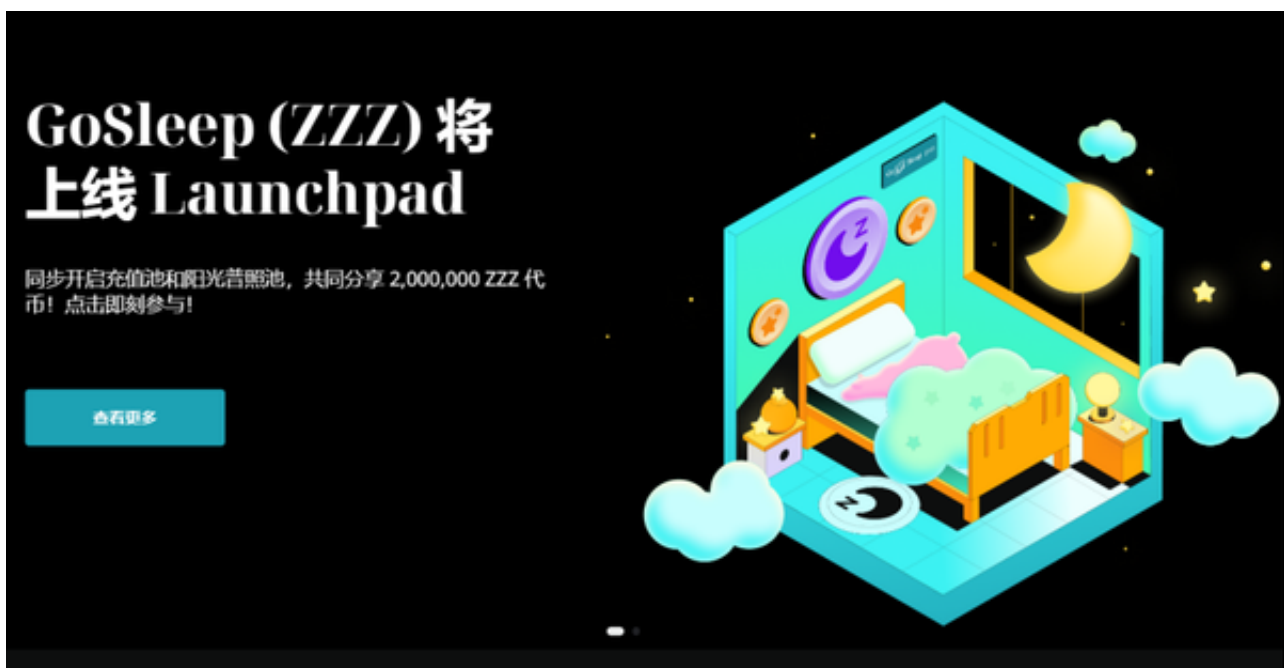 GoSleep (ZZZ) 将
上线 Launchpad
同步开启充值池和阳光普照池，共同分享 2,000,000 ZZZ 代
币！点击即刻参与！
查看更多
Z
Z